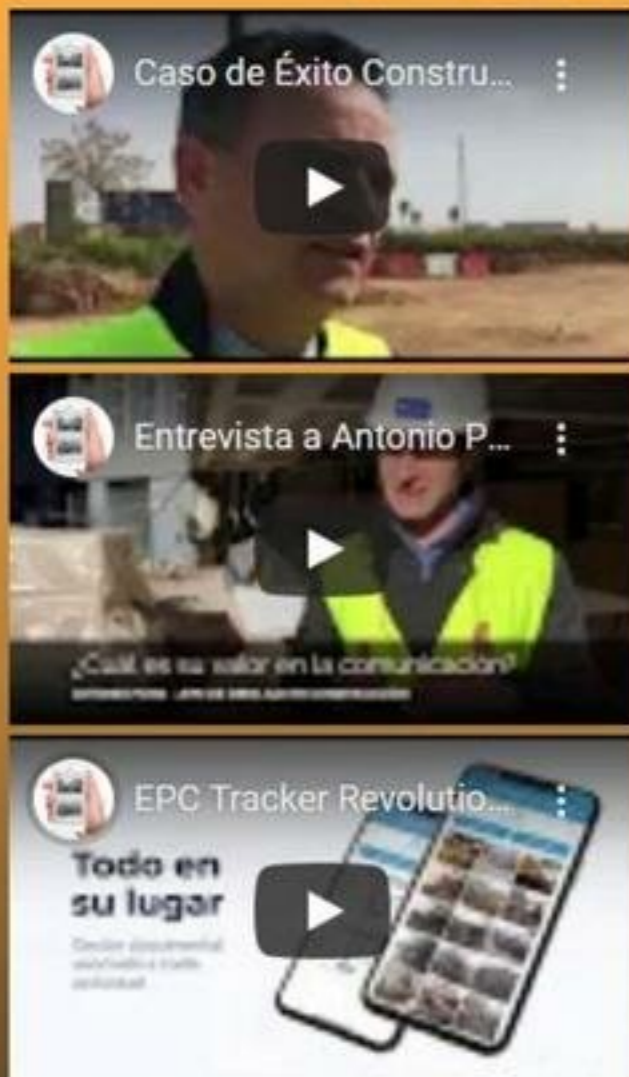 Caso de Éxito Constru...
Entrevista a Antonio P...
¿Cuál es su valor en la comunicación?
EPC Tracker Revolutio...
Todo en
su lugar